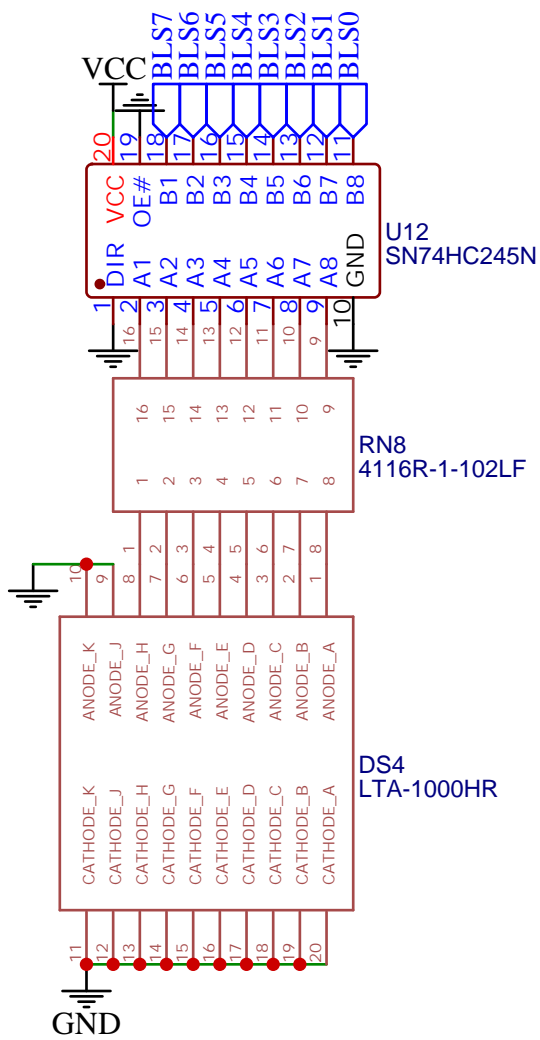 VCC
BLS7
BLS6
BLS5
BLS4
BLS3
BLS2
BLS1
BLS0
20 19 18 17 16 15 14 13 12 11
VCC OE# B1 B2 B3 B4 B5 B6 B7 B8
U12
SN74HC245N
DIR A1 A2 A3 A4 A5 A6 A7 A8 GND
1 2 3 4 5 6 7 8 9 10
16 15 14 13 12 11 10 9
16 15 14 13 12 11 10 9
RN8
4116R-1-102LF
1 2 3 4 5 6 7 8
1 2 3 4 5 6 7 8
10 9 8 7 6 5 4 3 2 1
ANODE_K ANODE_J ANODE_H ANODE_G ANODE_F ANODE_E ANODE_D ANODE_C ANODE_B ANODE_A
DS4
LTA-1000HR
CATHODE_K CATHODE_J CATHODE_H CATHODE_G CATHODE_F CATHODE_E CATHODE_D CATHODE_C CATHODE_B CATHODE_A
11 12 13 14 15 16 17 18 19 20
GND